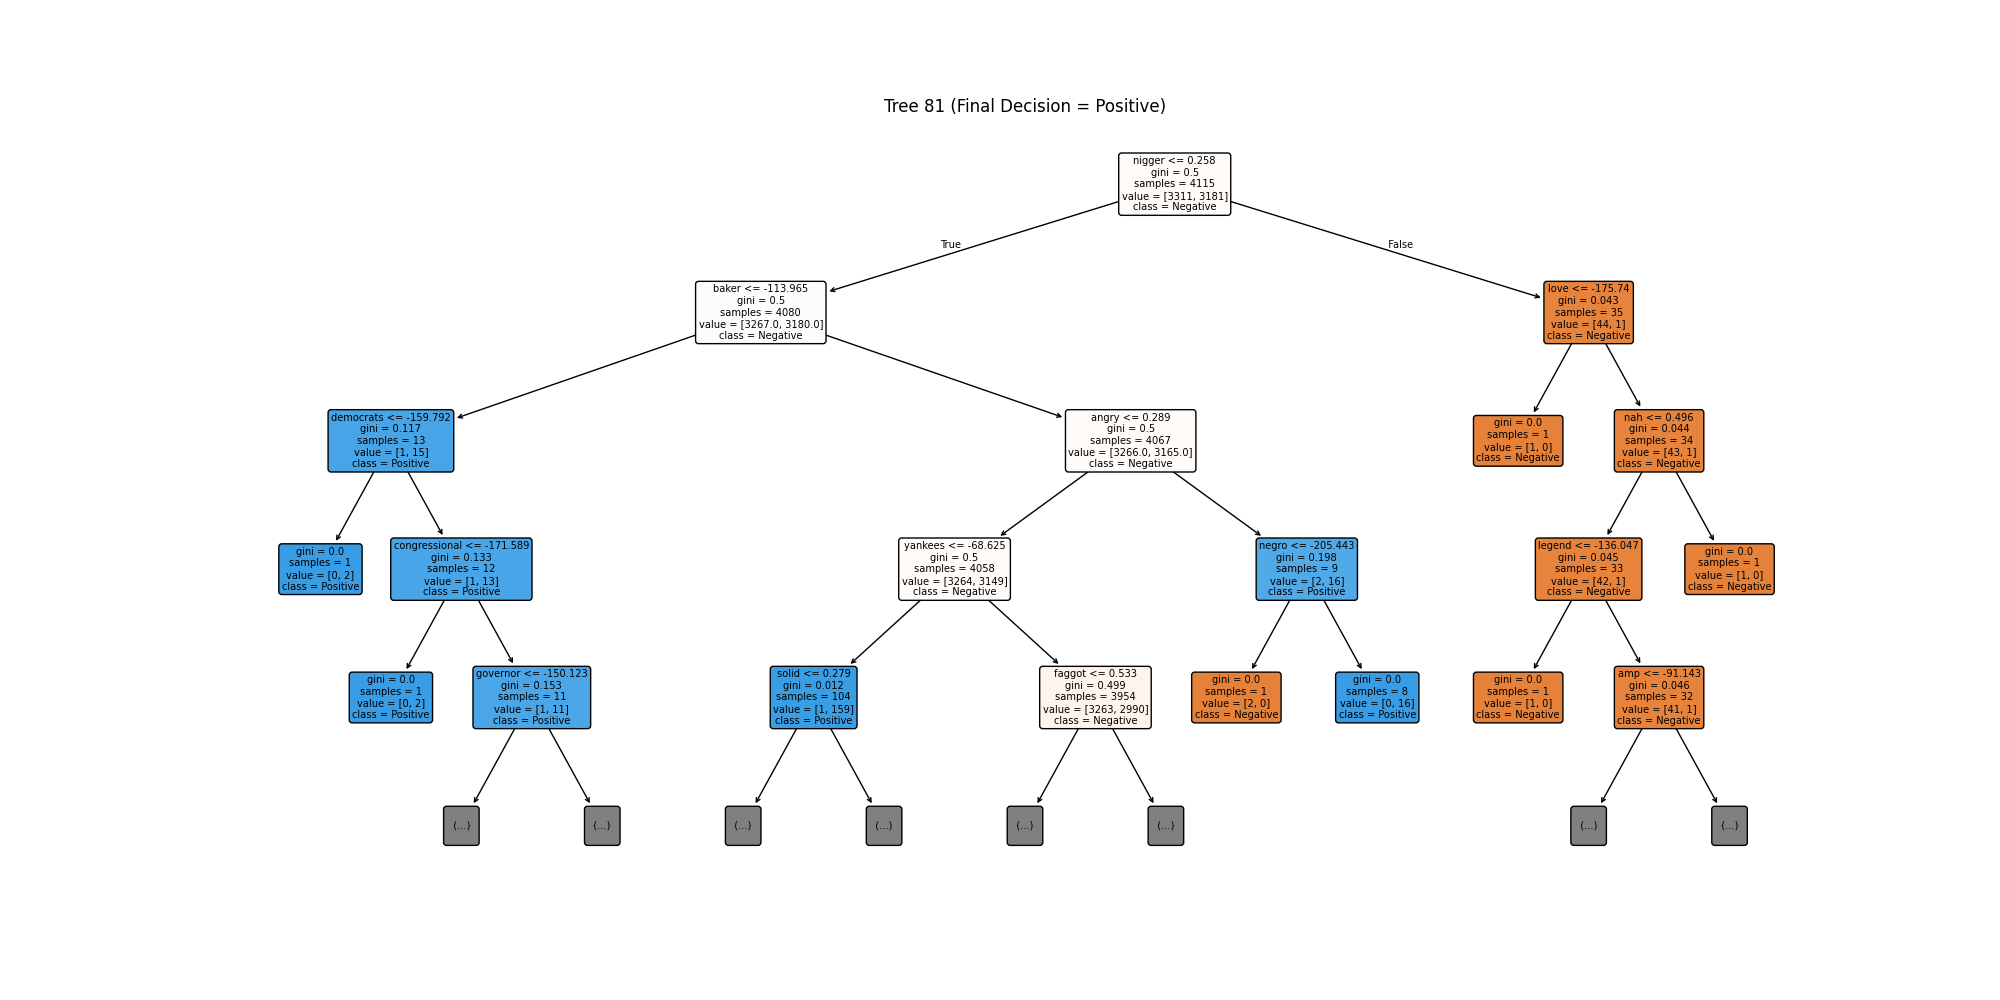 Tree 81 (Final Decision = Positive)
nigger <= 0.258
gini = 0.5
samples = 4115
value = [3311, 3181]
class = Negative
True
False
baker <= -113.965
gini = 0.5
samples = 4080
value = [3267.0, 3180.0]
class = Negative
love <= -175.74
gini = 0.043
samples = 35
value = [44, 1]
class = Negative
democrats <= -159.792
gini = 0.117
samples = 13
value = [1, 15]
class = Positive
angry <= 0.289
gini = 0.5
samples = 4067
value = [3266.0, 3165.0]
class = Negative
gini = 0.0
samples = 1
value = [1, 0]
class = Negative
nah <= 0.496
gini = 0.044
samples = 34
value = [43, 1]
class = Negative
gini = 0.0
samples = 1
value = [0, 2]
class = Positive
congressional <= -171.589
gini = 0.133
samples = 12
value = [1, 13]
class = Positive
yankees <= -68.625
gini = 0.5
samples = 4058
value = [3264, 3149]
class = Negative
negro <= -205.443
gini = 0.198
samples = 9
value = [2, 16]
class = Positive
legend <= -136.047
gini = 0.045
samples = 33
value = [42, 1]
class = Negative
gini = 0.0
samples = 1
value = [1, 0]
class = Negative
gini = 0.0
samples = 1
value = [0, 2]
class = Positive
governor <= -150.123
gini = 0.153
samples = 11
value = [1, 11]
class = Positive
solid <= 0.279
gini = 0.012
samples = 104
value = [1, 159]
class = Positive
faggot <= 0.533
gini = 0.499
samples = 3954
value = [3263, 2990]
class = Negative
gini = 0.0
samples = 1
value = [2, 0]
class = Negative
gini = 0.0
samples = 8
value = [0, 16]
class = Positive
gini = 0.0
samples = 1
value = [1, 0]
class = Negative
amp <= -91.143
gini = 0.046
samples = 32
value = [41, 1]
class = Negative
(...)
(...)
(...)
(...)
(...)
(...)
(...)
(...)